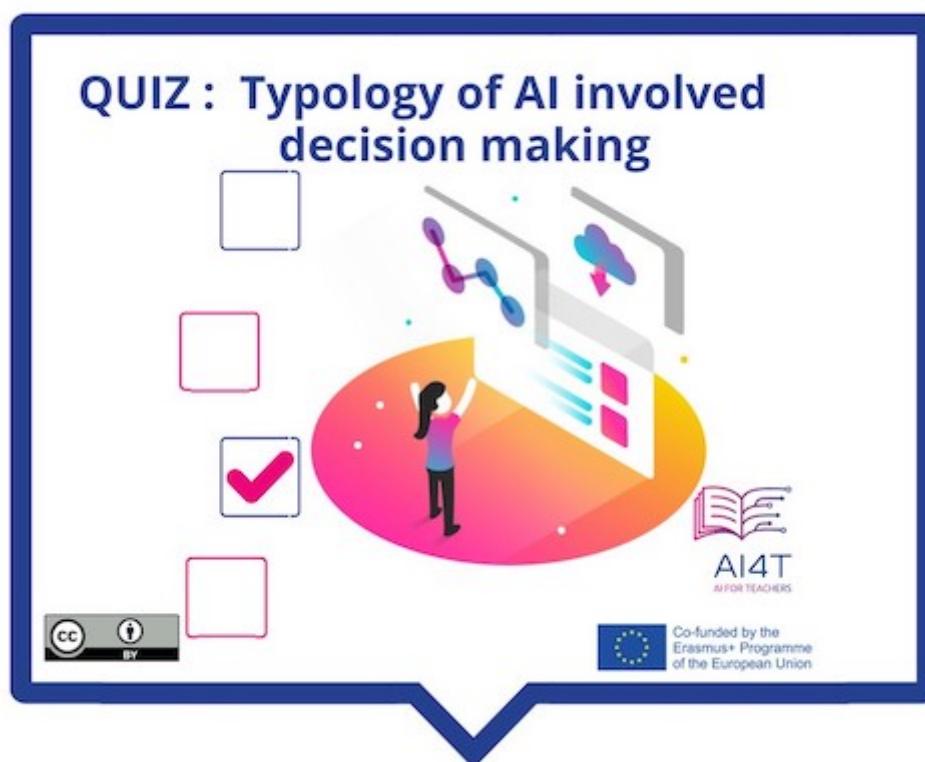 QUIZ : Typology of AI involved
decision making
AI4T
AI FOR TEACHERS
cc
BY
Co-funded by the
Erasmus+ Programme
of the European Union